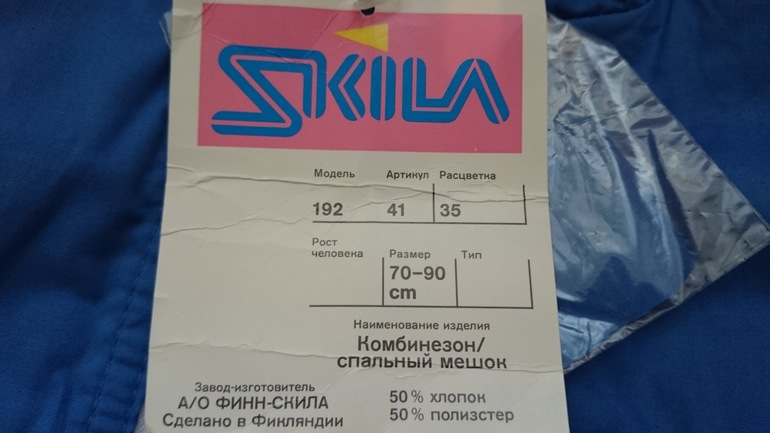 SKILA
Модель Артикул Расцветка
192 41 35
Рост человека Размер Тип
70-90 cm
Наименование изделия
Комбинезон/
спальный мешок
Завод-изготовитель
А/О ФИНН-СКИЛА
Сделано в Фикляндии
50% хлопок
50% полизстер